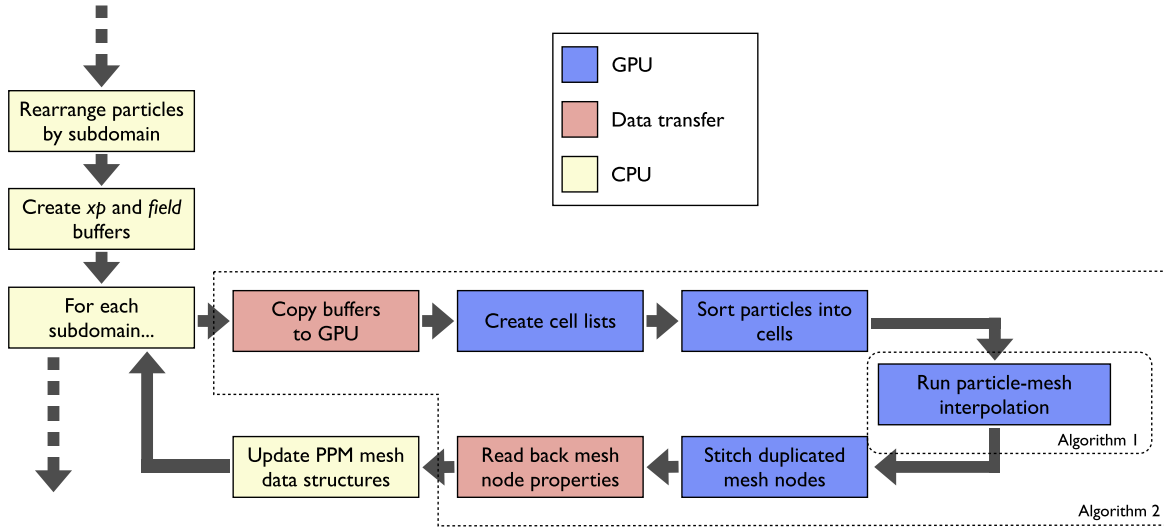 GPU
Data transfer
CPU
Rearrange particles
by subdomain
Create xp and field
buffers
For each
subdomain...
Copy buffers
to GPU
Create cell lists
Sort particles into
cells
Run particle-mesh
interpolation
Algorithm 1
Stitch duplicated
mesh nodes
Read back mesh
node properties
Update PPM mesh
data structures
Algorithm 2